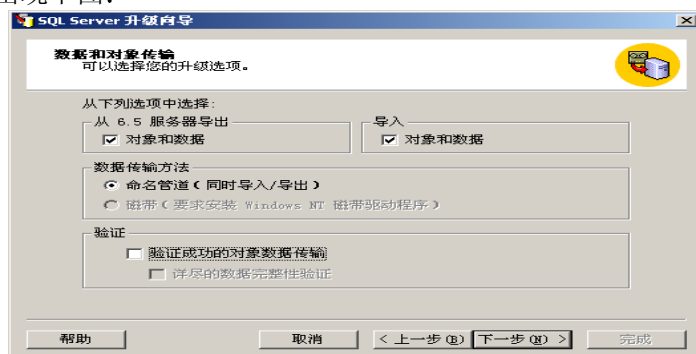 SQL Server 升级向导
数据和对象传输
可以选择您的升级选项。
从下列选项中选择:
从 6.5 服务器导出
导入
对象和数据
对象和数据
数据传输方法
命名管道(同时导入/导出)
磁带(要求安装 Windows NT 磁带驱动程序)
验证
验证成功的对象数据传输
详尽的数据完整性验证
帮助
取消
< 上一步(B)
下一步(N) >
完成